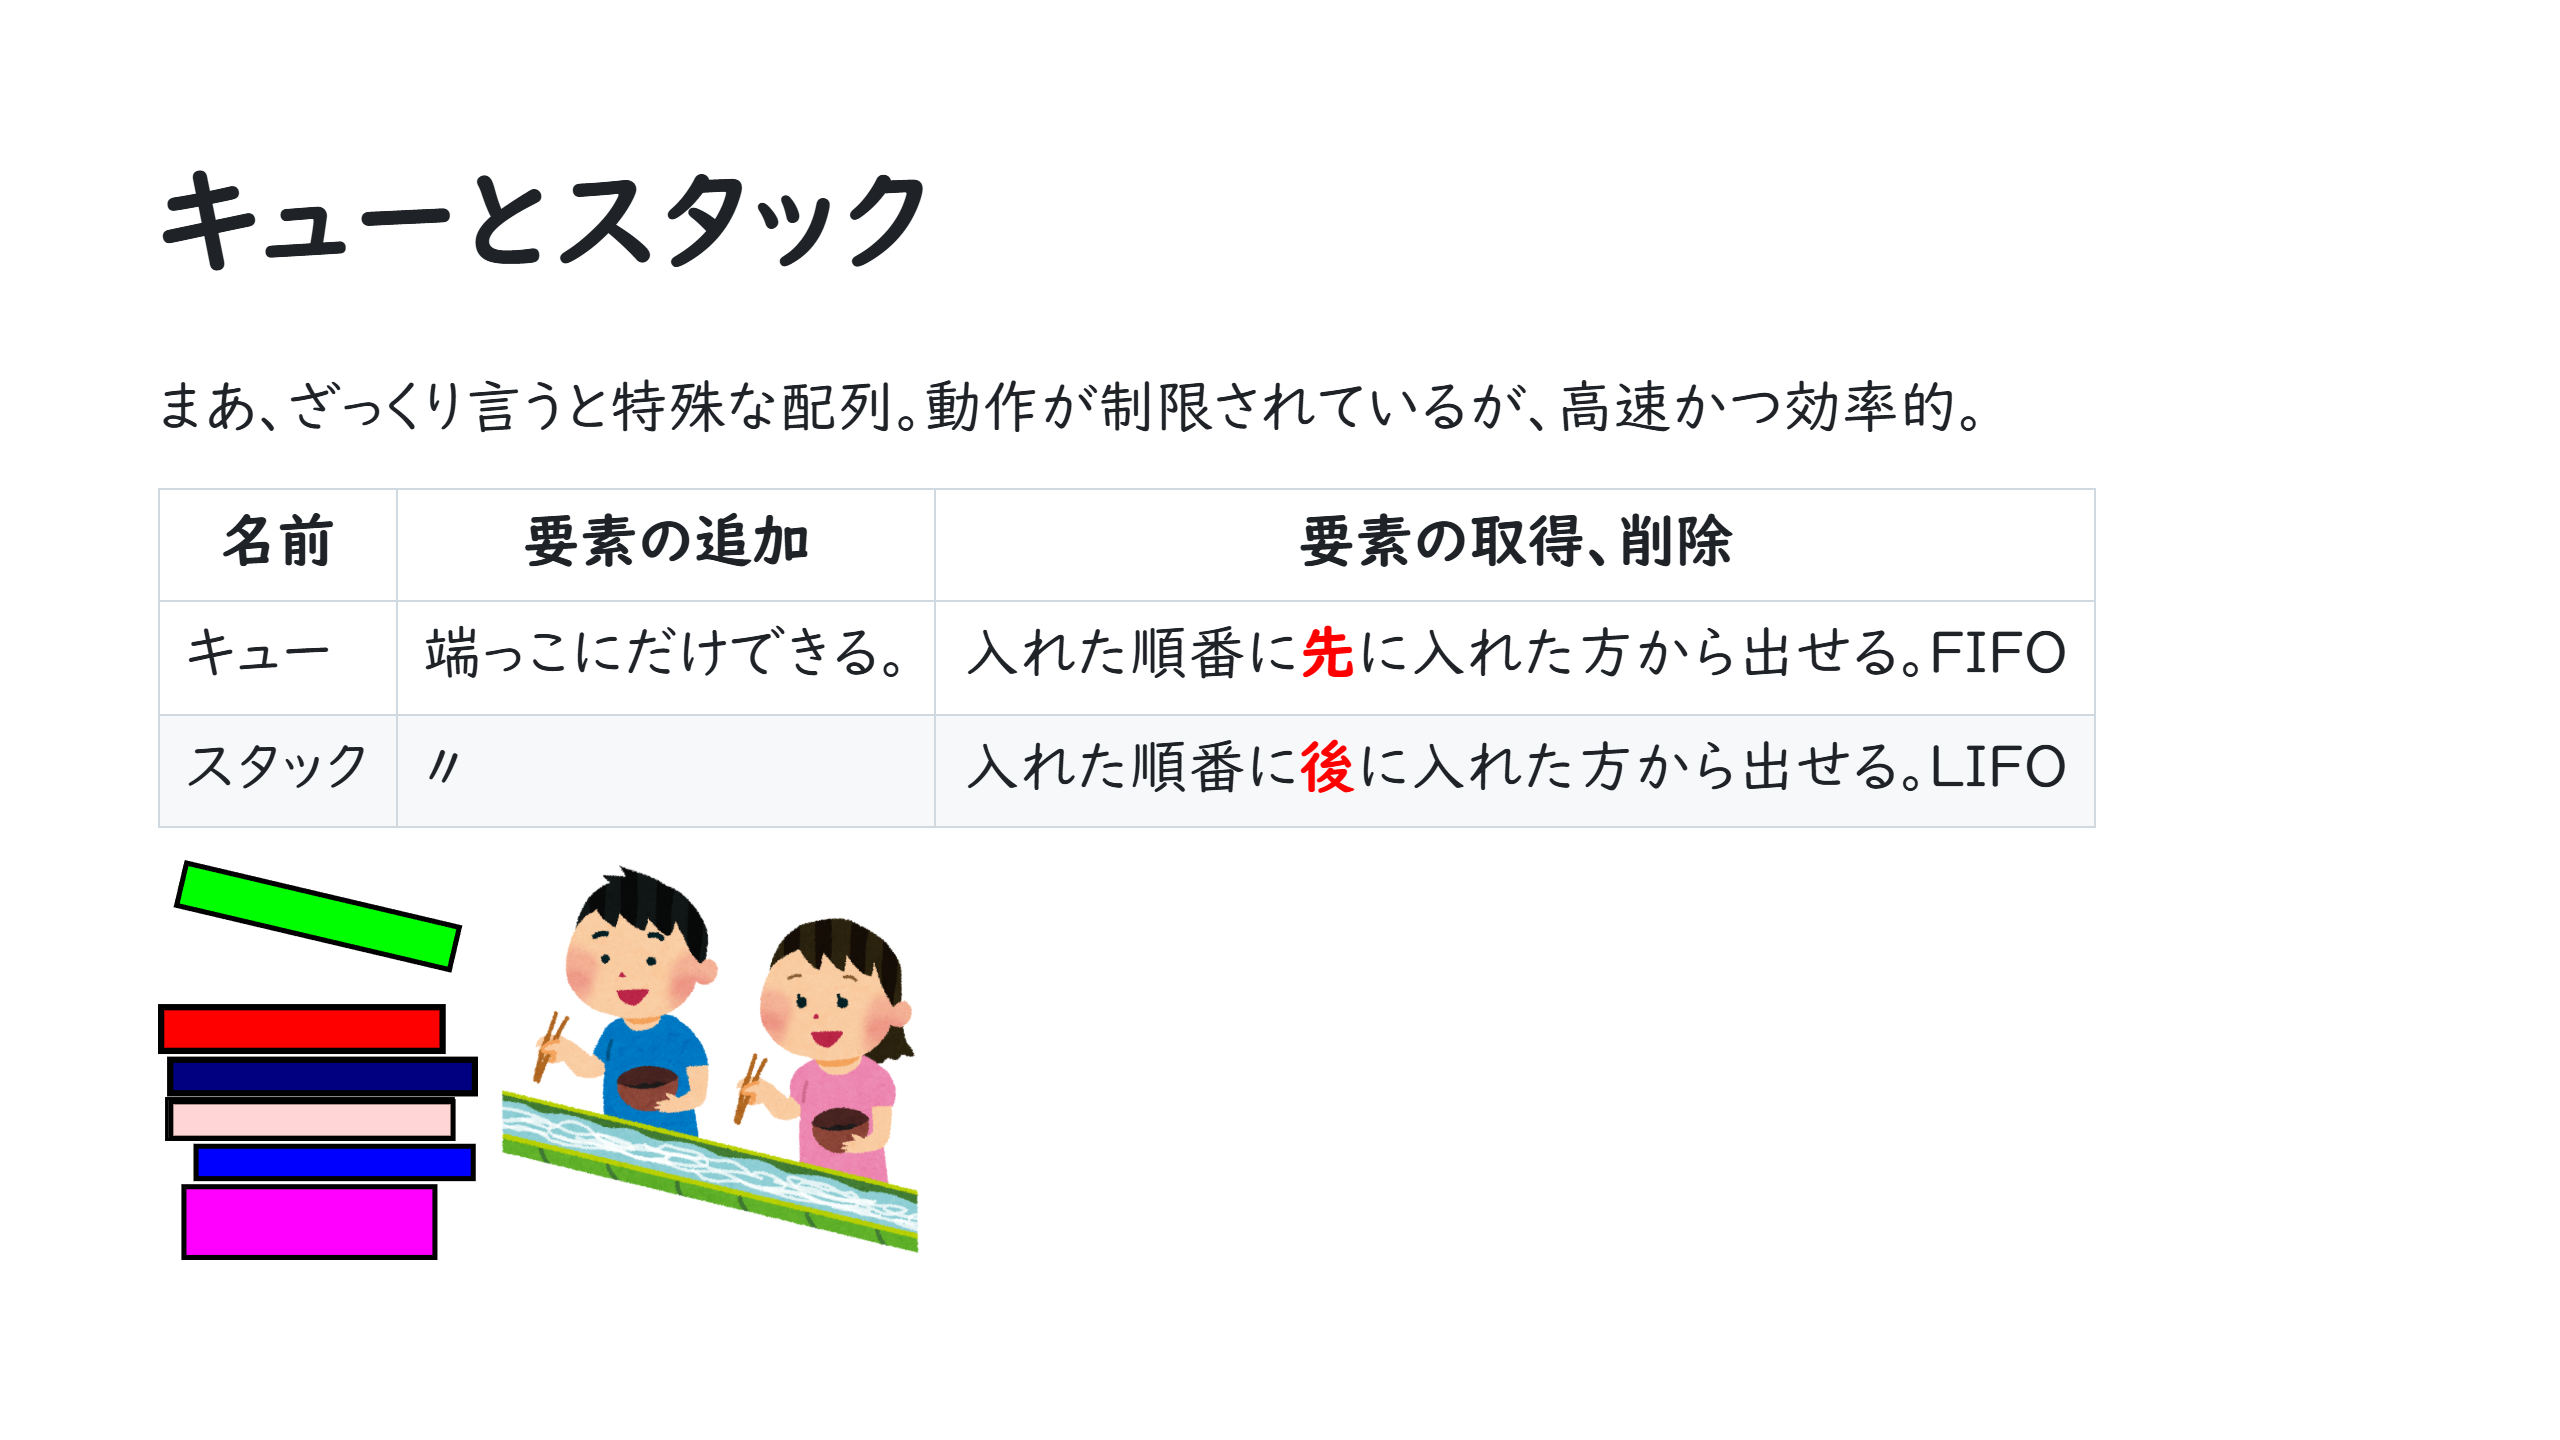 キューとスタック
まあ、ざっくり言うと特殊な配列。動作が制限されているが、高速かつ効率的。
名前 要素の追加 要素の取得、削除
キュー 端っこにだけできる。 入れた順番に先に入れた方から出せる。FIFO
スタック 〃 入れた順番に後に入れた方から出せる。LIFO